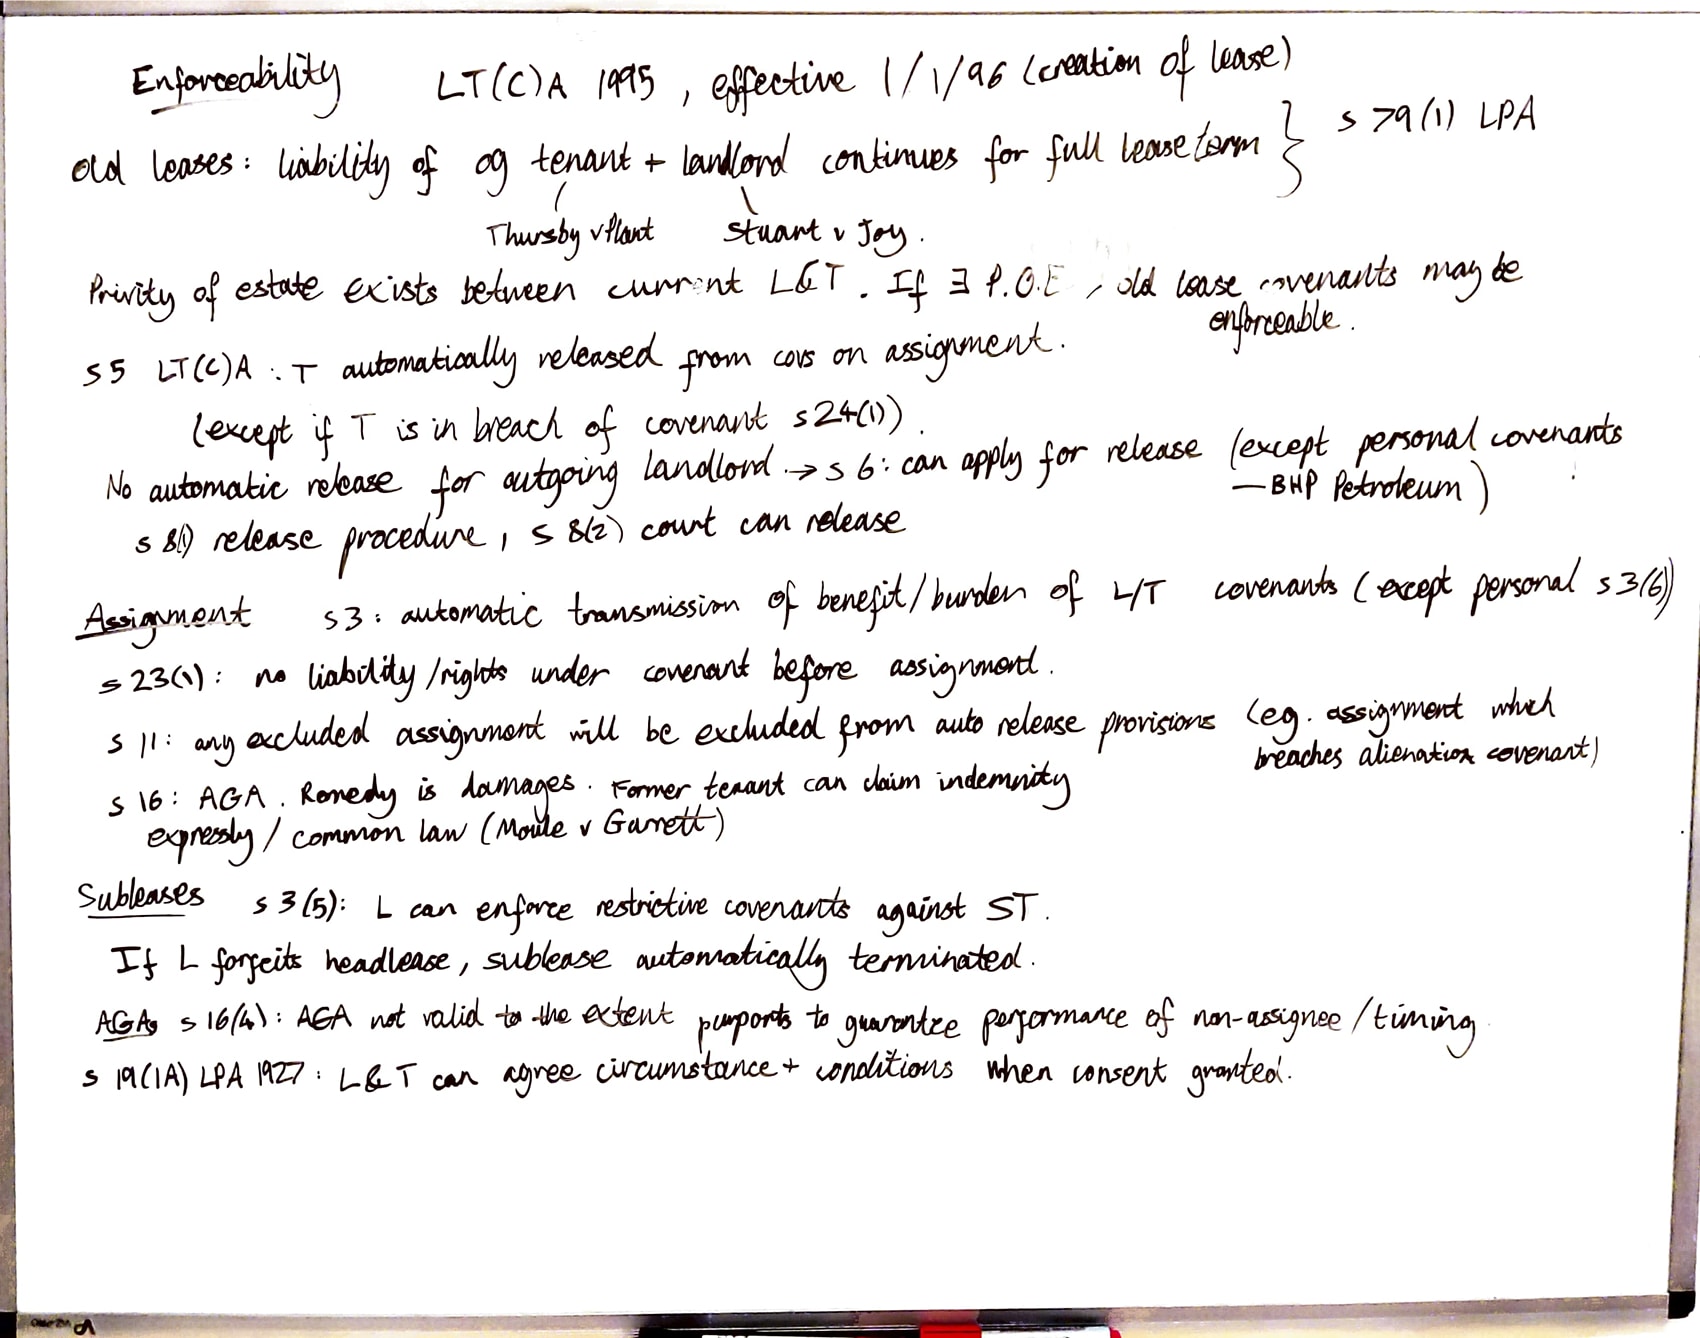 Enforceability LT(C)A 1995, effective 1/1/96 (creation of lease)
Old leases: liability of og tenant + landlord continues for full lease term } s 79(1) LPA
Thursby v Plant Stuart v Joy.
Privity of estate exists between current L&T. If ∃ P.O.E, old lease covenants may be
enforceable.
s5 LT(C)A: T automatically released from covs on assignment.
(except if T is in breach of covenant s24(1)).
No automatic release for outgoing landlord. → s 6: can apply for release (except personal covenants
— BHP Petroleum)
s 8(1) release procedure, s 8(2) court can release
Assignment s3: automatic transmission of benefit/burden of L/T covenants (except personal s3(6))
s23(1): no liability/rights under covenant before assignment.
s 11: any excluded assignment will be excluded from auto release provisions (eg. assignment which
breaches alienation covenant)
s 16: AGA. Remedy is damages. Former tenant can claim indemnity
expressly / common law (Moule v Garrett)
Subleases s 3(5): L can enforce restrictive covenants against ST.
If L forfeits headlease, sublease automatically terminated.
AGAs s 16(4): AGA not valid to the extent purports to guarantee performance of non-assignee / timing
s 19(1A) LPA 1927: L&T can agree circumstance + conditions when consent granted.